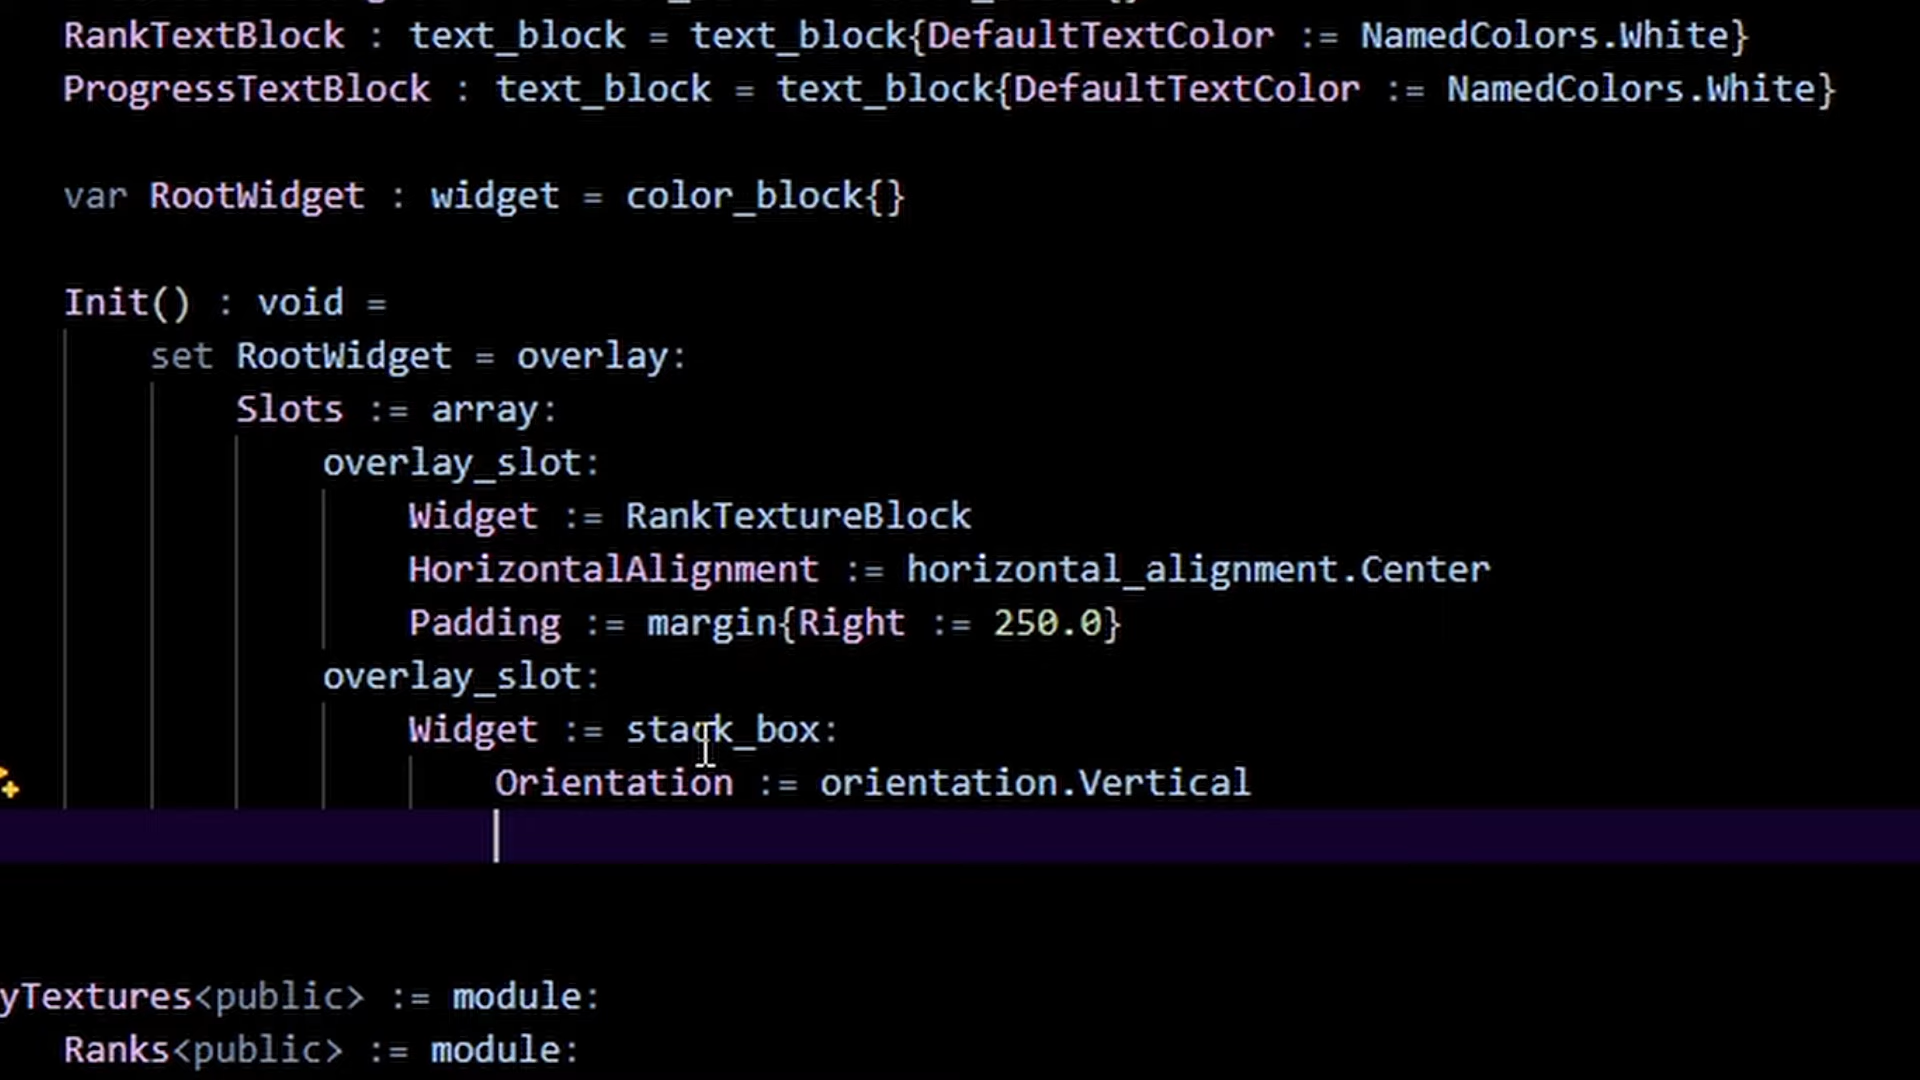 RankTextBlock : text_block = text_block{DefaultTextColor := NamedColors.White}
ProgressTextBlock : text_block = text_block{DefaultTextColor := NamedColors.White}
var RootWidget : widget = color_block{}
Init() : void =
set RootWidget = overlay:
Slots := array:
overlay_slot:
Widget := RankTextureBlock
HorizontalAlignment := horizontal_alignment.Center
Padding := margin{Right := 250.0}
overlay_slot:
Widget := stack_box:
Orientation := orientation.Vertical
yTextures<public> := module:
Ranks<public> := module: